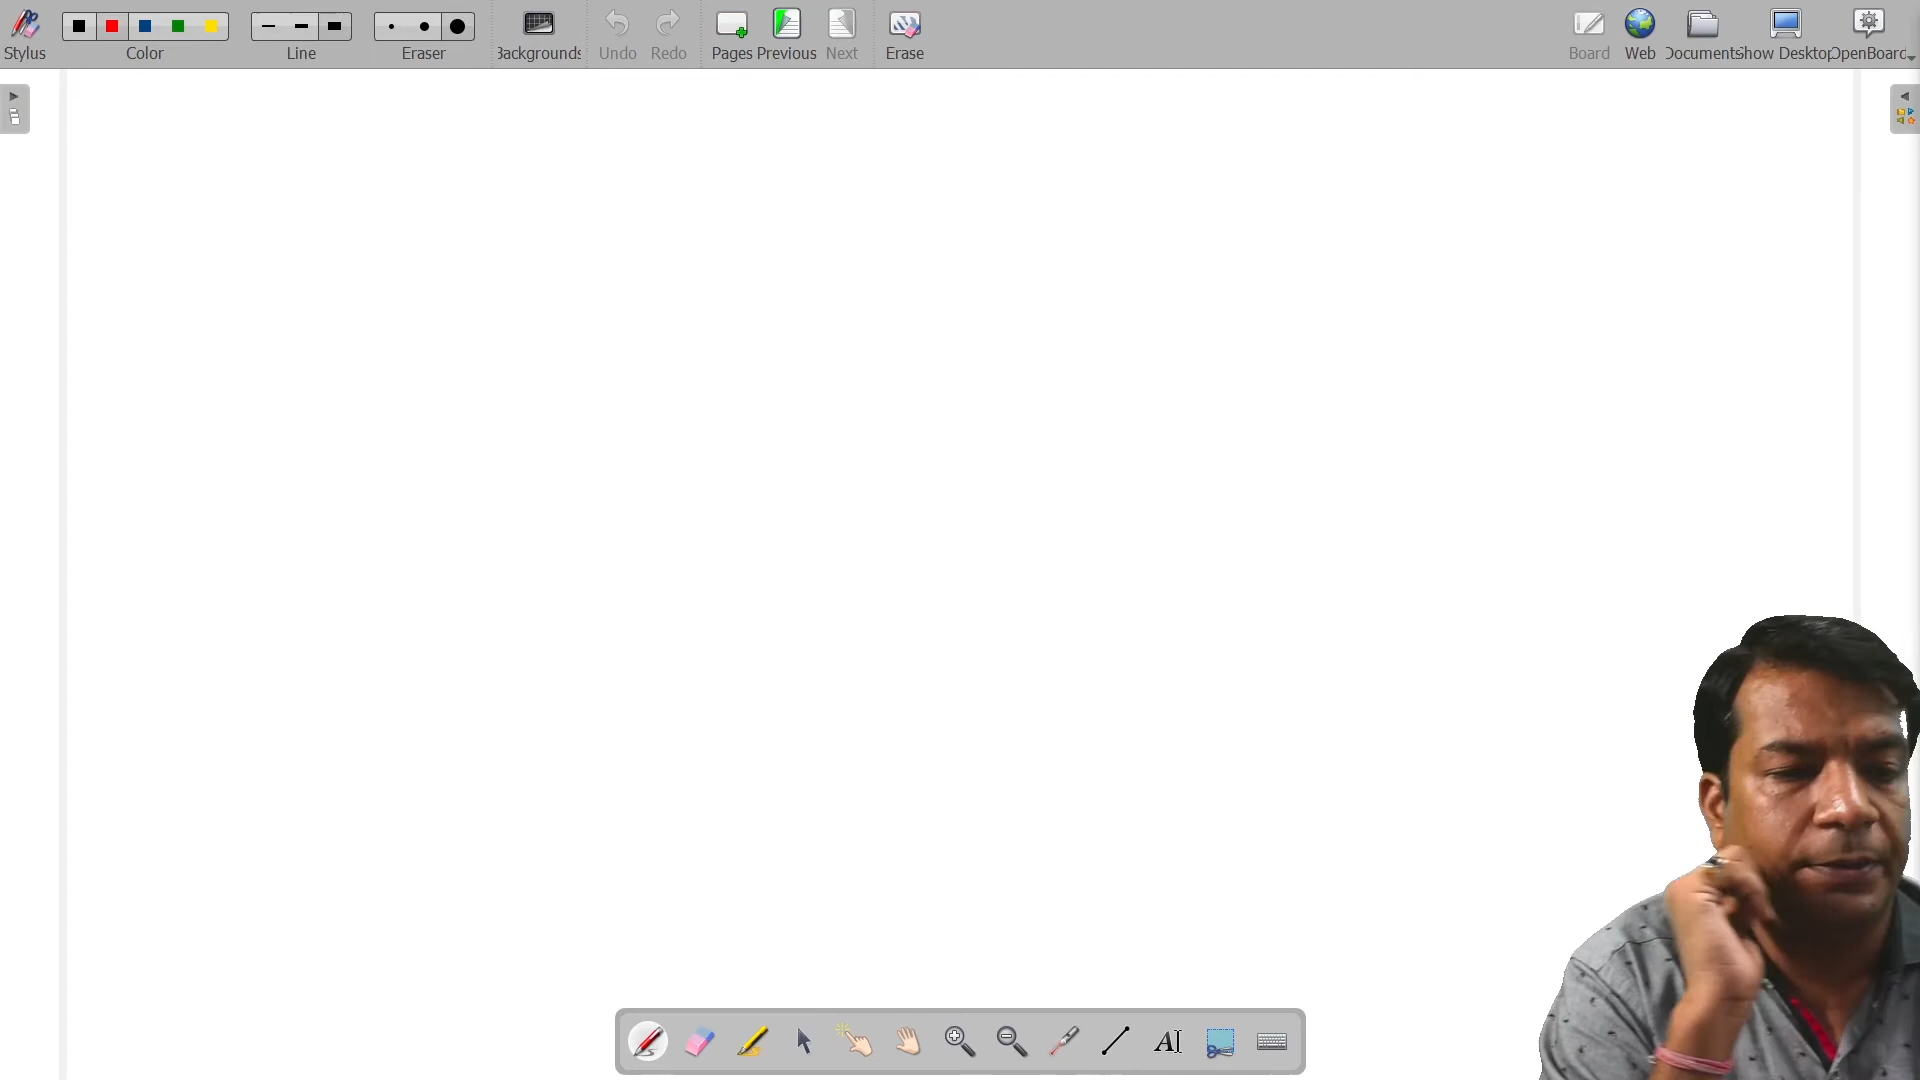 Stylus
Color
Line
Eraser
Backgrounds
Undo
Redo
Pages
Previous
Next
Erase
Board
Web
Documents
Show Desktop
OpenBoard
A